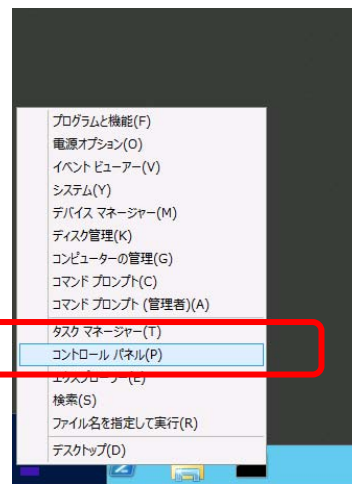 プログラムと機能(F)
電源オプション(O)
イベント ビューアー(V)
システム(Y)
デバイス マネージャー(M)
ディスク管理(K)
コンピューターの管理(G)
コマンド プロンプト(C)
コマンド プロンプト (管理者)(A)
タスク マネージャー(T)
コントロール パネル(P)
エクスプローラー(E)
検索(S)
ファイル名を指定して実行(R)
デスクトップ(D)